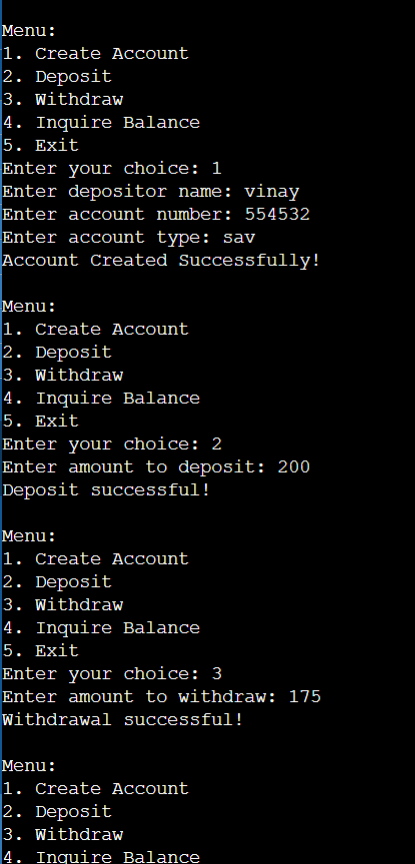 Menu:
1. Create Account
2. Deposit
3. Withdraw
4. Inquire Balance
5. Exit
Enter your choice: 1
Enter depositor name: vinay
Enter account number: 554532
Enter account type: sav
Account Created Successfully!
Menu:
1. Create Account
2. Deposit
3. Withdraw
4. Inquire Balance
5. Exit
Enter your choice: 2
Enter amount to deposit: 200
Deposit successful!
Menu:
1. Create Account
2. Deposit
3. Withdraw
4. Inquire Balance
5. Exit
Enter your choice: 3
Enter amount to withdraw: 175
Withdrawal successful!
Menu:
1. Create Account
2. Deposit
3. Withdraw
4. Inquire Balance